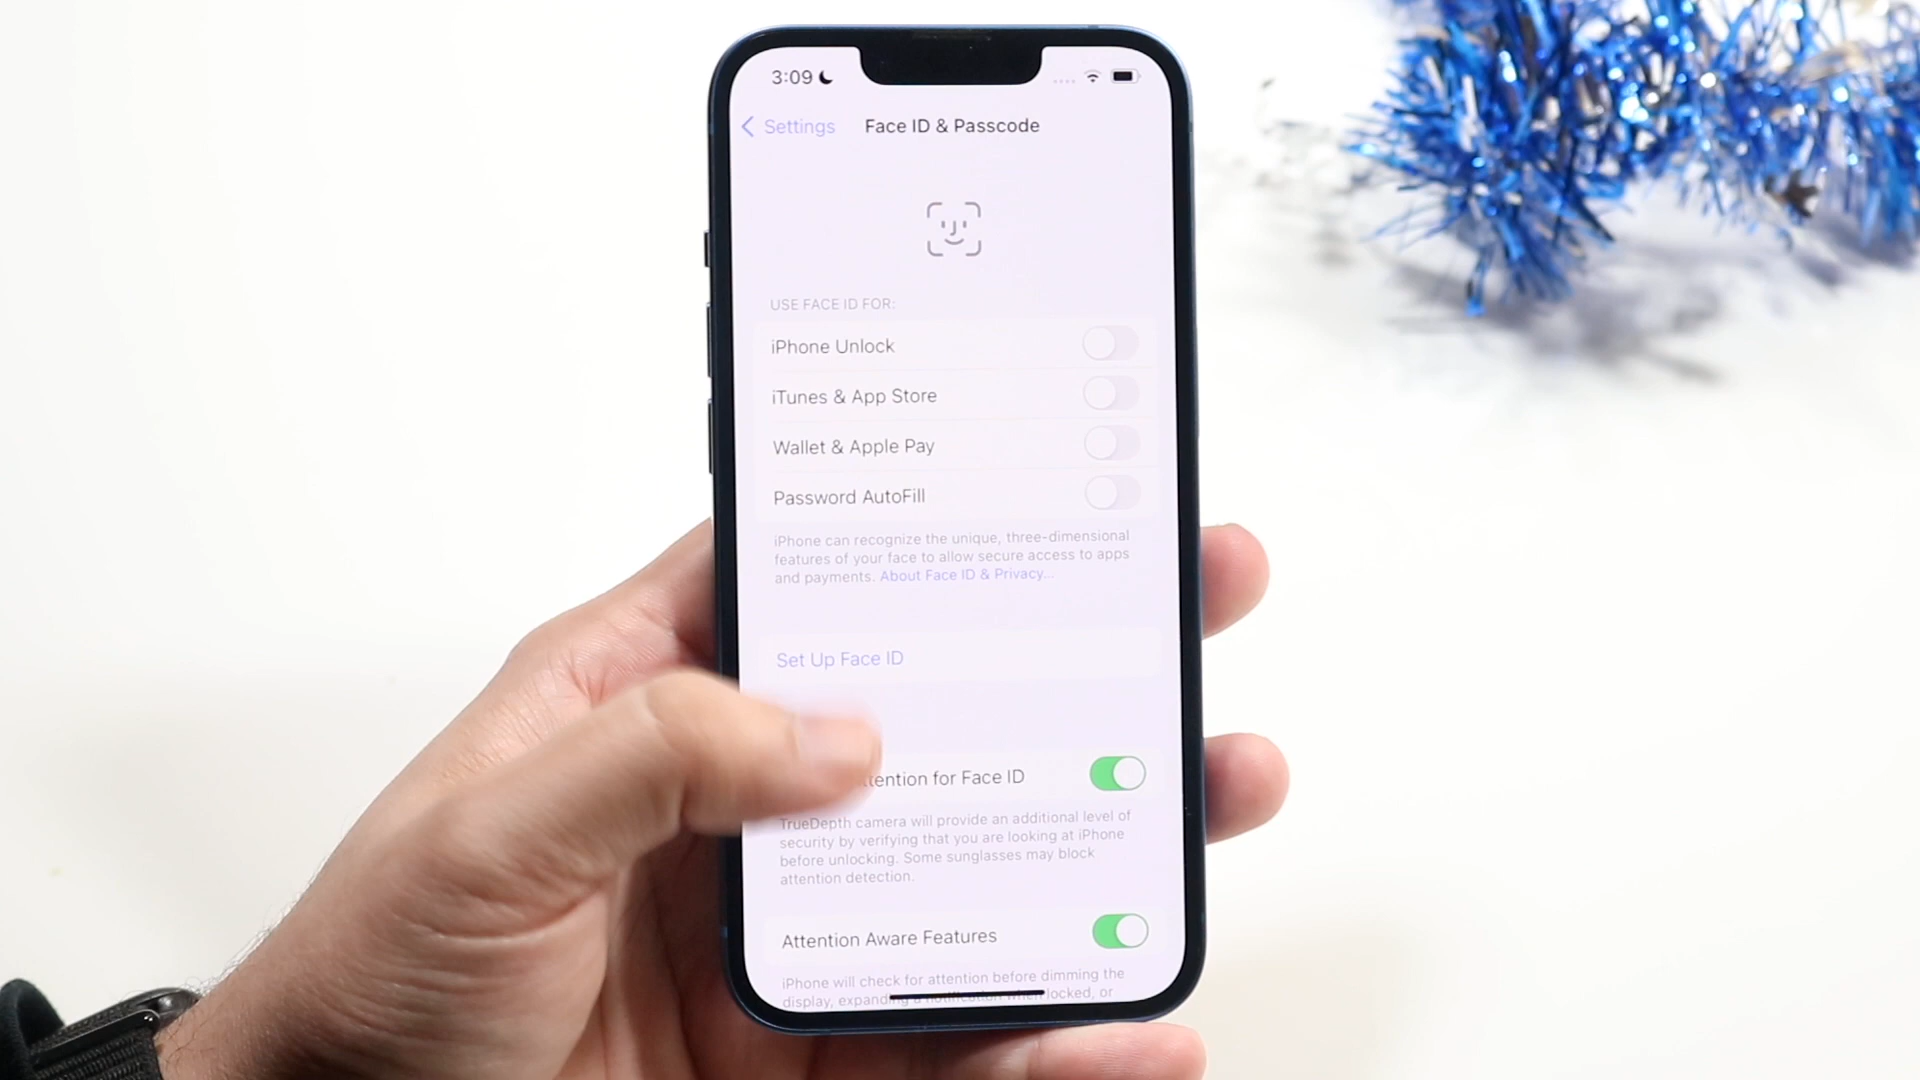 3:09
Settings
Face ID & Passcode
USE FACE ID FOR:
iPhone Unlock
iTunes & App Store
Wallet & Apple Pay
Password AutoFill
iPhone can recognize the unique, three-dimensional
features of your face to allow secure access to apps
and payments. About Face ID & Privacy...
Set Up Face ID
for Face ID
TrueDepth camera will provide an additional level of
security by verifying that you are looking at iPhone
before unlocking. Some sunglasses may block
attention detection.
Attention Aware Features
iPhone will check for attention before dimming the
display, expanding a notification when locked, or